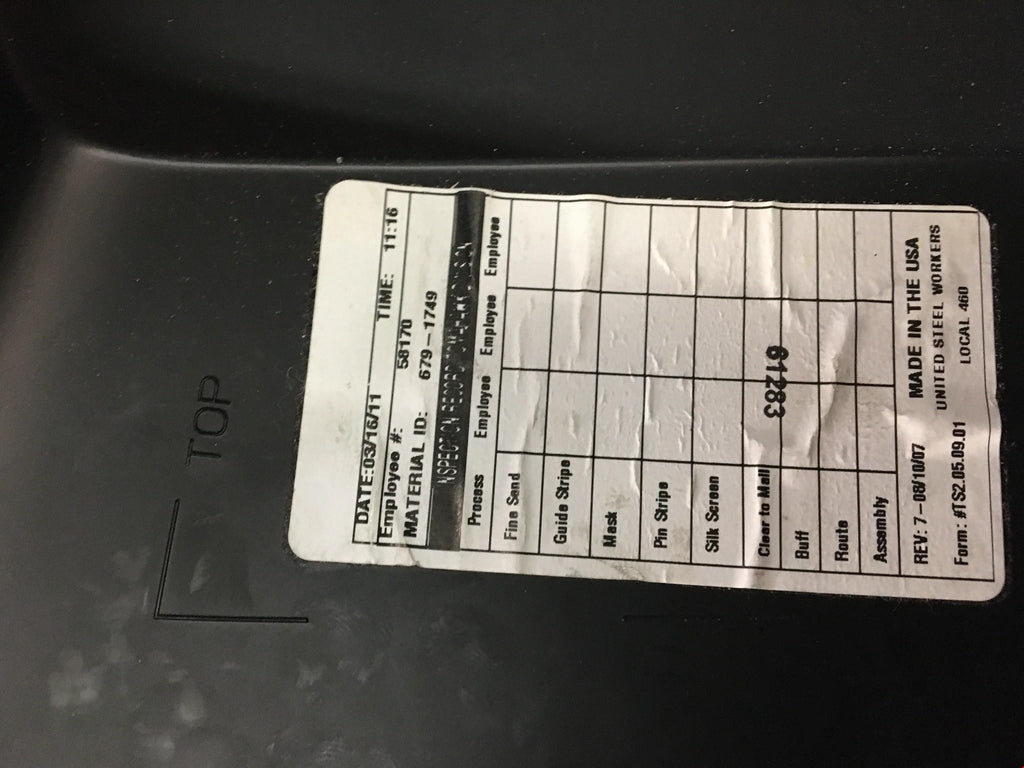 TOP
DATE:03/16/11 TIME: 11:16
Employee #: 58170
MATERIAL ID: 679-1749
INSPECTION RECORD
Process Employee Employee Employee
Fine Sand
Guide Stripe
Mask
Pin Stripe
Silk Screen
Clear to Mall 61283
Buff
Route
Assembly
REV: 7-08/10/07 MADE IN THE USA
UNITED STEEL WORKERS
Form: #TS2.05.09.01 LOCAL 460